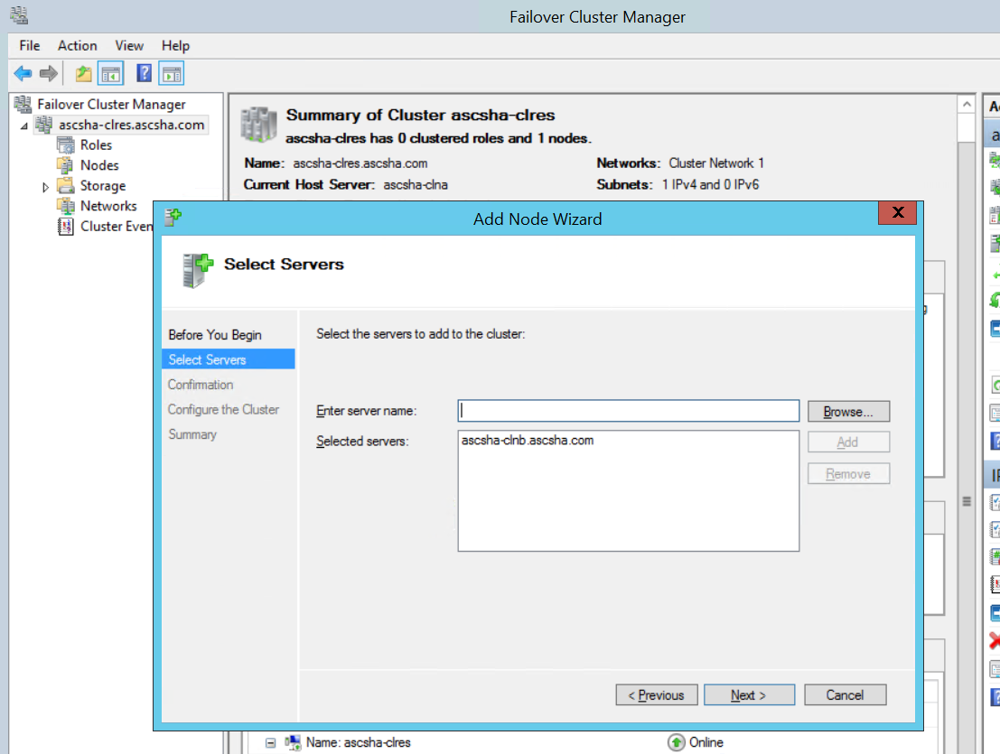 Failover Cluster Manager
File Action View Help
Failover Cluster Manager
ascsha-clres.ascsha.com
Roles
Nodes
Storage
Networks
Cluster Even
Summary of Cluster ascsha-clres
ascsha-clres has 0 clustered roles and 1 nodes.
Name: ascsha-clres.ascsha.com
Networks: Cluster Network 1
Current Host Server: ascsha-clna
Subnets: 1 IPv4 and 0 IPv6
Add Node Wizard
Select Servers
Before You Begin
Select Servers
Confirmation
Configure the Cluster
Summary
Select the servers to add to the cluster:
Enter server name:
Browse...
Selected servers:
ascsha-clnb.ascsha.com
Add
Remove
< Previous
Next >
Cancel
Name: ascsha-clres
Online